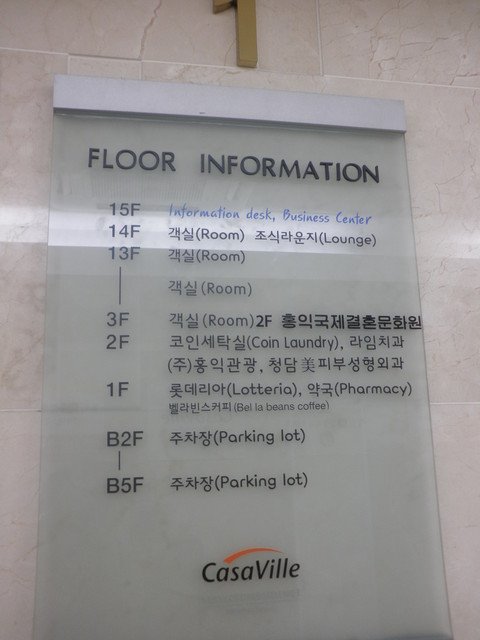 FLOOR INFORMATION
15F Information desk, Business Center
14F 객실(Room) 조식라운지(Lounge)
13F 객실(Room)
객실(Room)
3F 객실(Room) 2F 홍익국제결혼문화원
2F 코인세탁실(Coin Laundry), 라임치과
(주)홍익관광, 청담美피부성형외과
1F 롯데리아(Lotteria), 약국(Pharmacy)
벨라빈스커피(Bel la beans coffee)
B2F 주차장(Parking lot)
B5F 주차장(Parking lot)
CasaVille